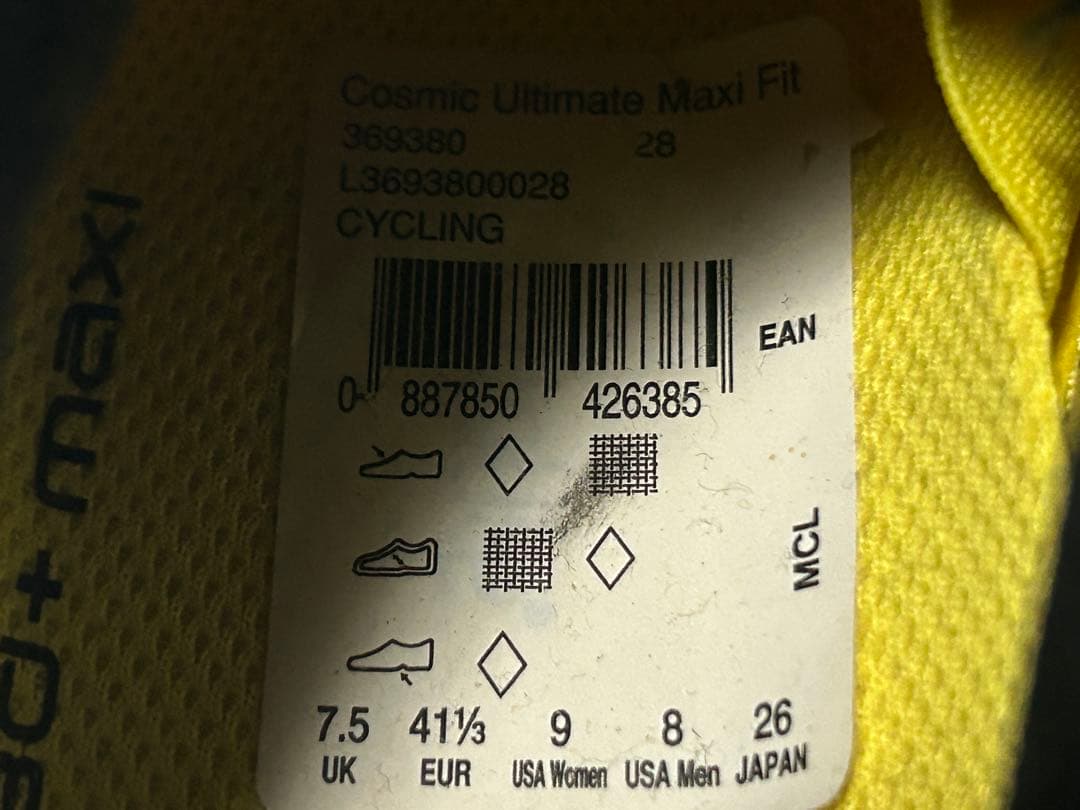 Cosmic Ultimate Maxi Fit
369380 28
L3693800028
CYCLING
EAN
0 887850 426385
MCL
7.5 41⅓ 9 8 26
UK EUR USA Women USA Men JAPAN
+ maxi